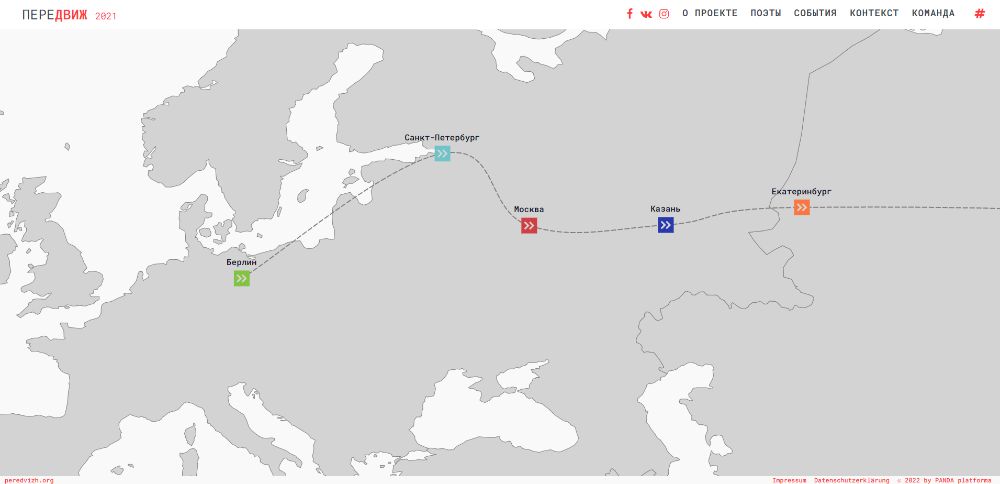 ПЕРЕДВИЖ 2021 О ПРОЕКТЕ ПОЭТЫ СОБЫТИЯ КОНТЕКСТ КОМАНДА #
Санкт-Петербург
Екатеринбург
Москва
Казань
Берлин
peredvizh.org Impressum Datenschutzerklärung © 2022 by PANDA platforma